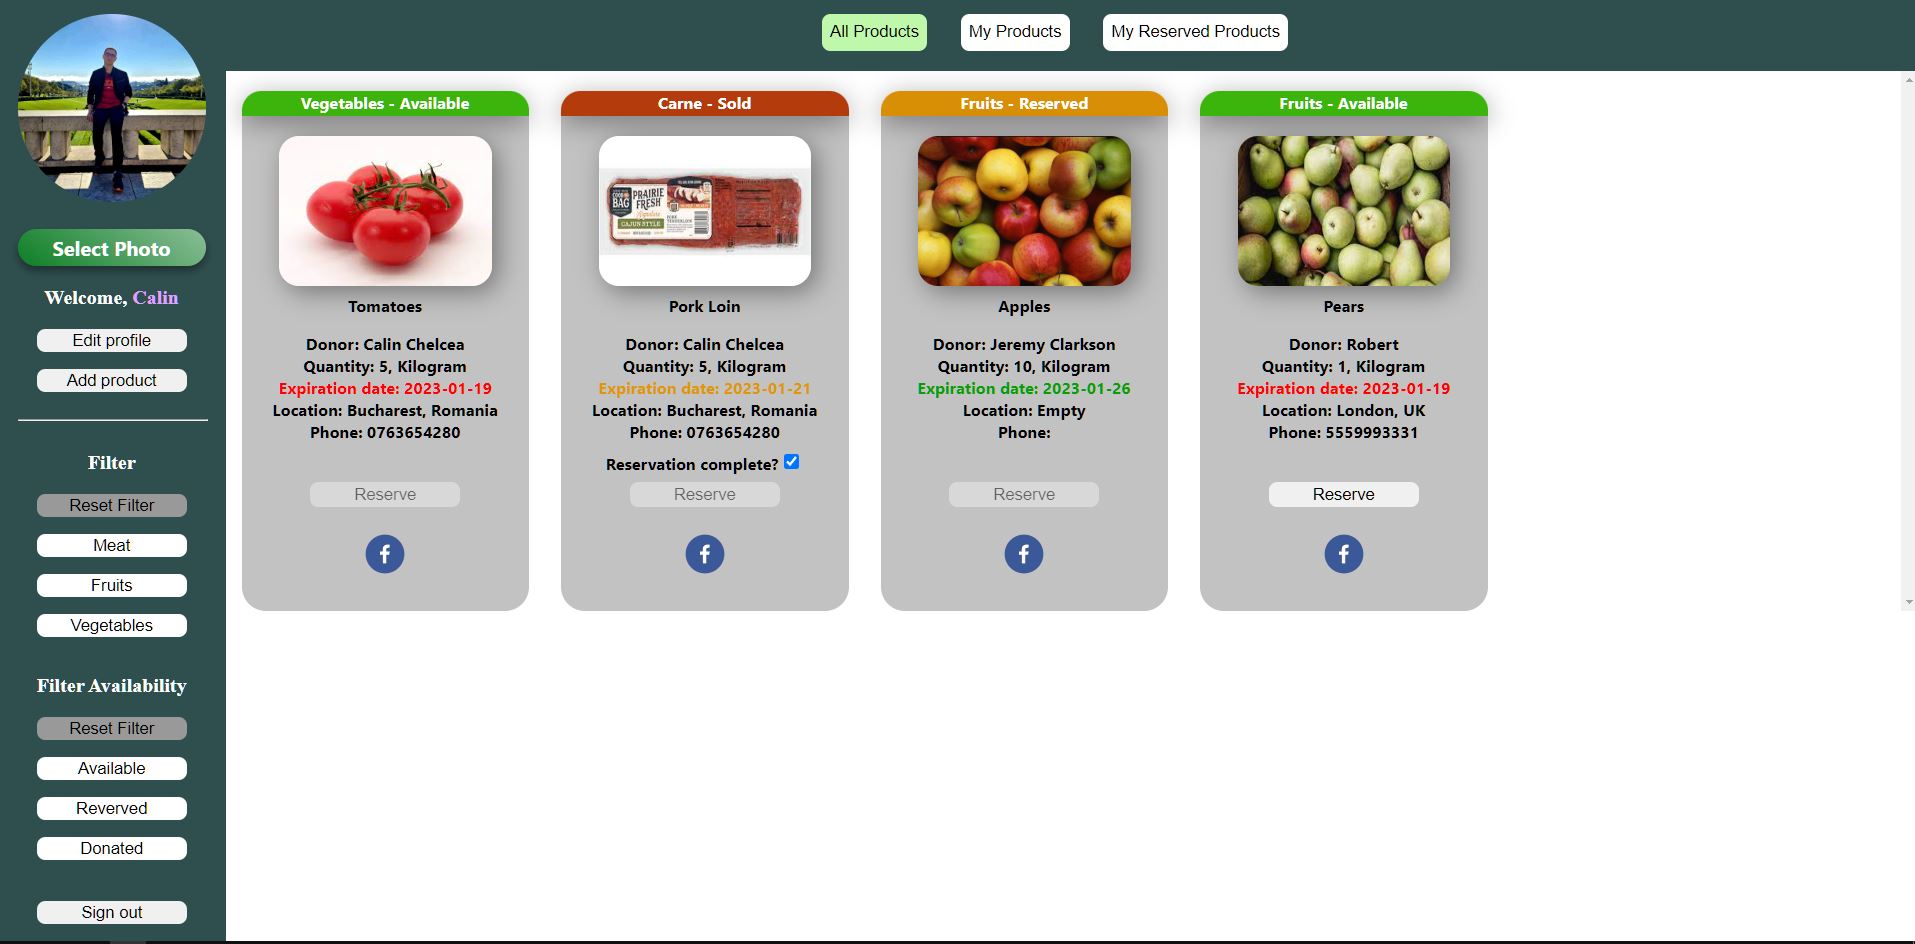 All Products
My Products
My Reserved Products
Select Photo
Welcome, Calin
Edit profile
Add product
Filter
Reset Filter
Meat
Fruits
Vegetables
Filter Availability
Reset Filter
Available
Reverved
Donated
Sign out
Vegetables - Available
Tomatoes
Donor: Calin Chelcea
Quantity: 5, Kilogram
Expiration date: 2023-01-19
Location: Bucharest, Romania
Phone: 0763654280
Reserve
Carne - Sold
PRAIRIE
FRESH
CAJUN STYLE
Pork Loin
Donor: Calin Chelcea
Quantity: 5, Kilogram
Expiration date: 2023-01-21
Location: Bucharest, Romania
Phone: 0763654280
Reservation complete?
Reserve
Fruits - Reserved
Apples
Donor: Jeremy Clarkson
Quantity: 10, Kilogram
Expiration date: 2023-01-26
Location: Empty
Phone:
Reserve
Fruits - Available
Pears
Donor: Robert
Quantity: 1, Kilogram
Expiration date: 2023-01-19
Location: London, UK
Phone: 5559993331
Reserve